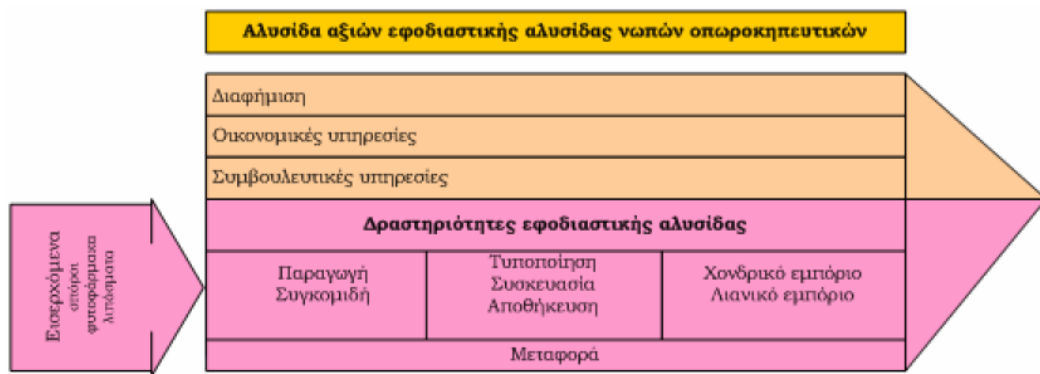 Αλυσίδα αξιών εφοδιαστικής αλυσίδας νωπών οπωροκηπευτικών
Διαφήμιση
Οικονομικές υπηρεσίες
Συμβουλευτικές υπηρεσίες
Δραστηριότητες εφοδιαστικής αλυσίδας
Εισερχόμενα
σπόροι
φυτοφάρμακα
λιπάσματα
Παραγωγή
Συγκομιδή
Τυποποίηση
Συσκευασία
Αποθήκευση
Χονδρικό εμπόριο
Λιανικό εμπόριο
Μεταφορά